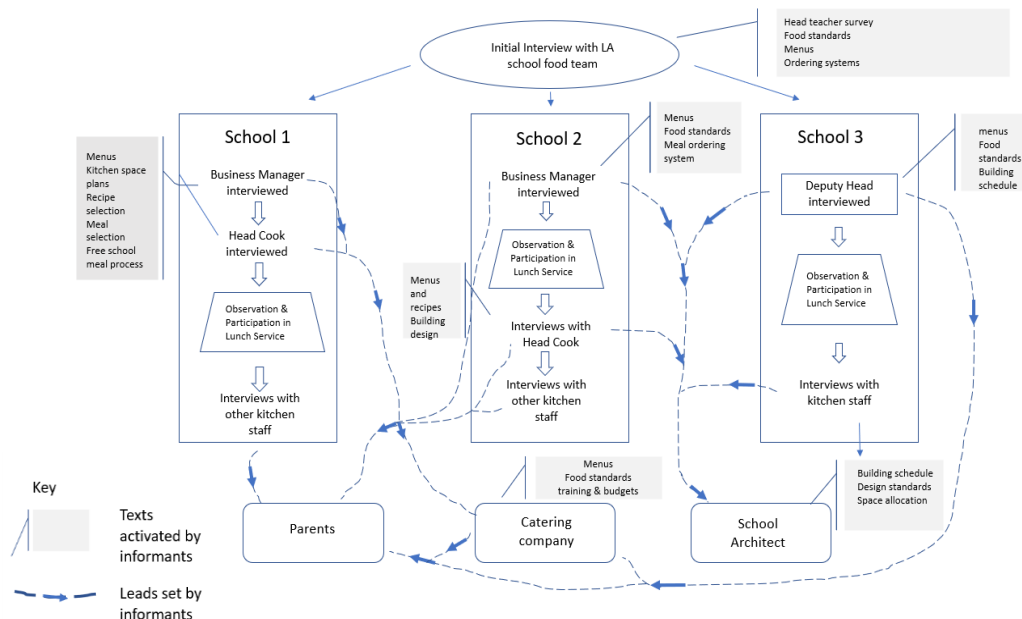 Initial Interview with LA
school food team
Head teacher survey
Food standards
Menus
Ordering systems
School 1
Menus
Kitchen space
plans
Recipe
selection
Meal
selection
Free school
meal process
Business Manager
interviewed
Head Cook
interviewed
Observation &
Participation in
Lunch Service
Interviews with
other kitchen
staff
School 2
Menus
Food standards
Meal ordering
system
Business Manager
interviewed
Observation &
Participation in
Lunch Service
Menus
and
recipes
Building
design
Interviews with
Head Cook
Interviews with
other kitchen
staff
School 3
menus
Food
standards
Building
schedule
Deputy Head
interviewed
Observation &
Participation in
Lunch Service
Interviews with
kitchen staff
Menus
Food standards
training & budgets
Building schedule
Design standards
Space allocation
Parents
Catering
company
School
Architect
Key
Texts
activated by
informants
Leads set by
informants